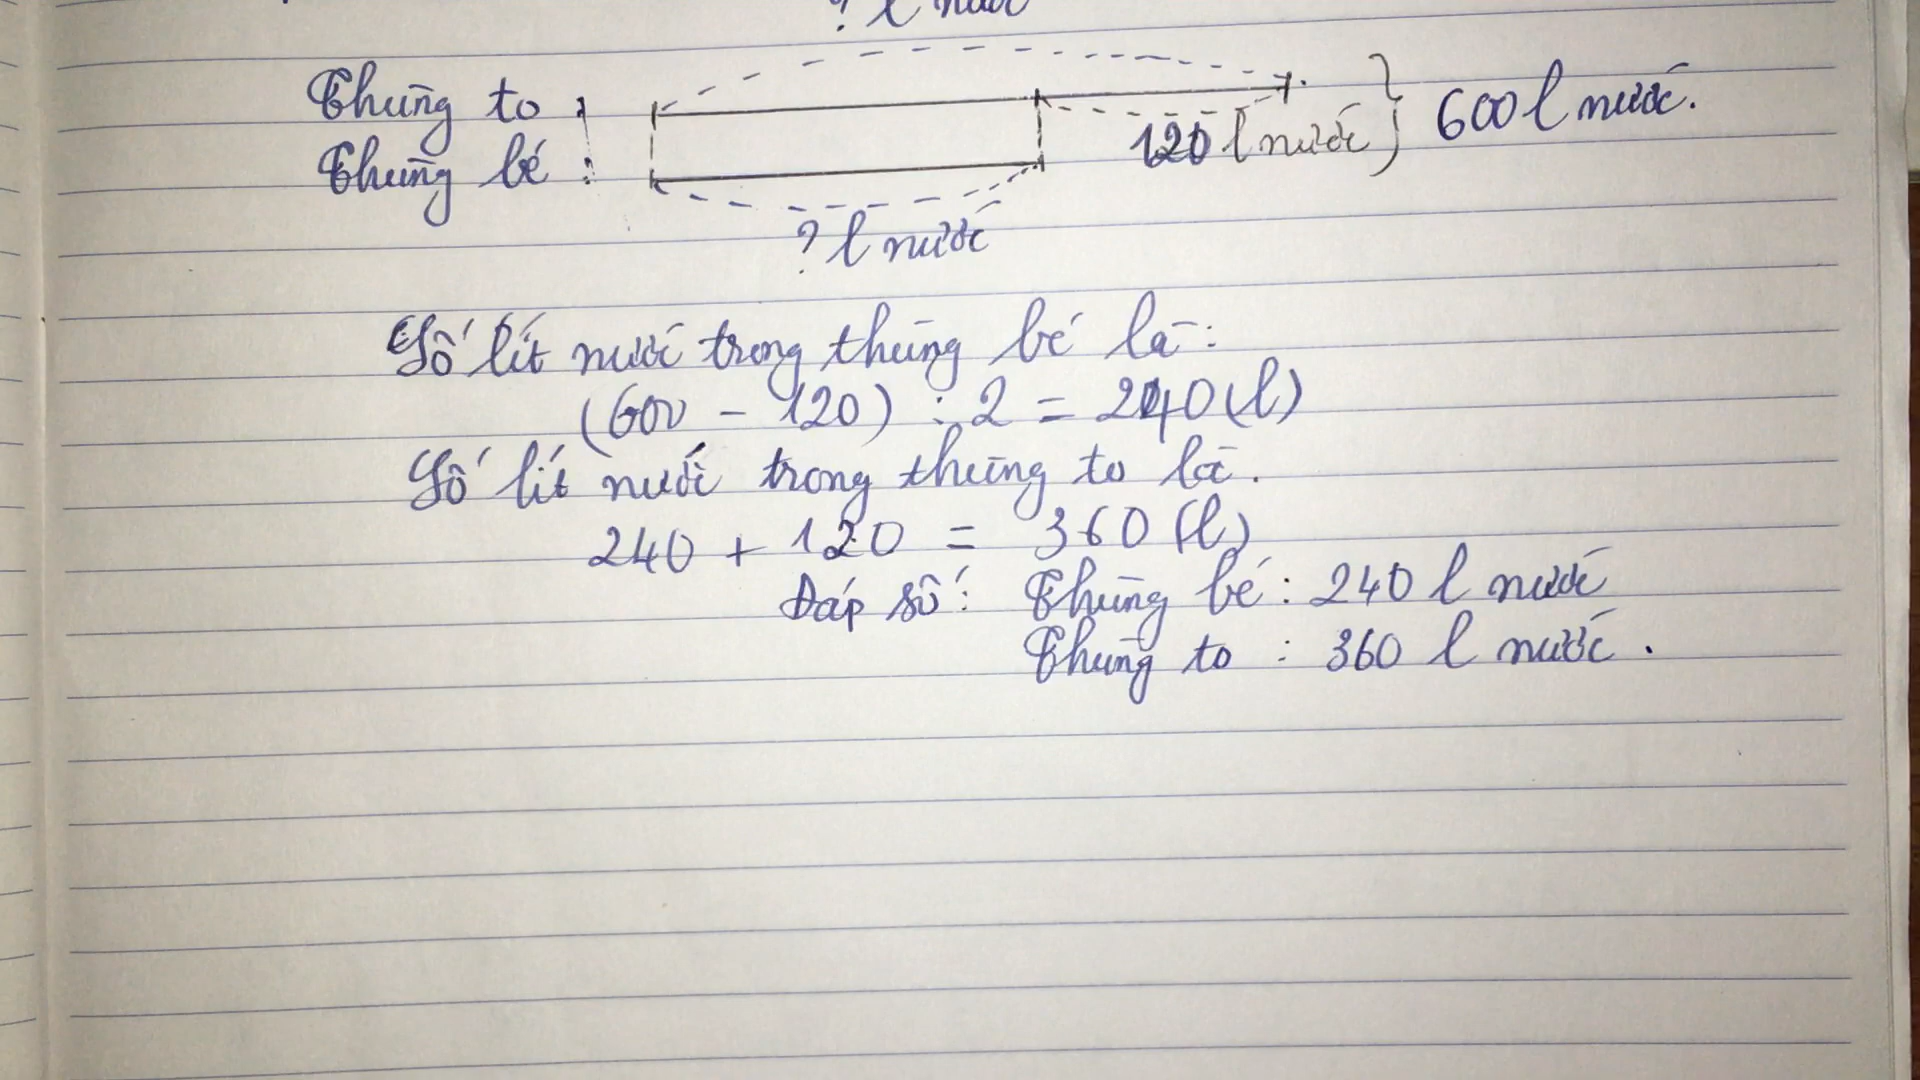 ? l nước
Thùng to :
120 l nước } 600 l nước.
Thùng bé :
? l nước
Số lít nước trong thùng bé là :
(600 - 120) : 2 = 240 (l)
Số lít nước trong thùng to là.
240 + 120 = 360 (l)
Đáp số : Thùng bé : 240 l nước
Thùng to : 360 l nước.